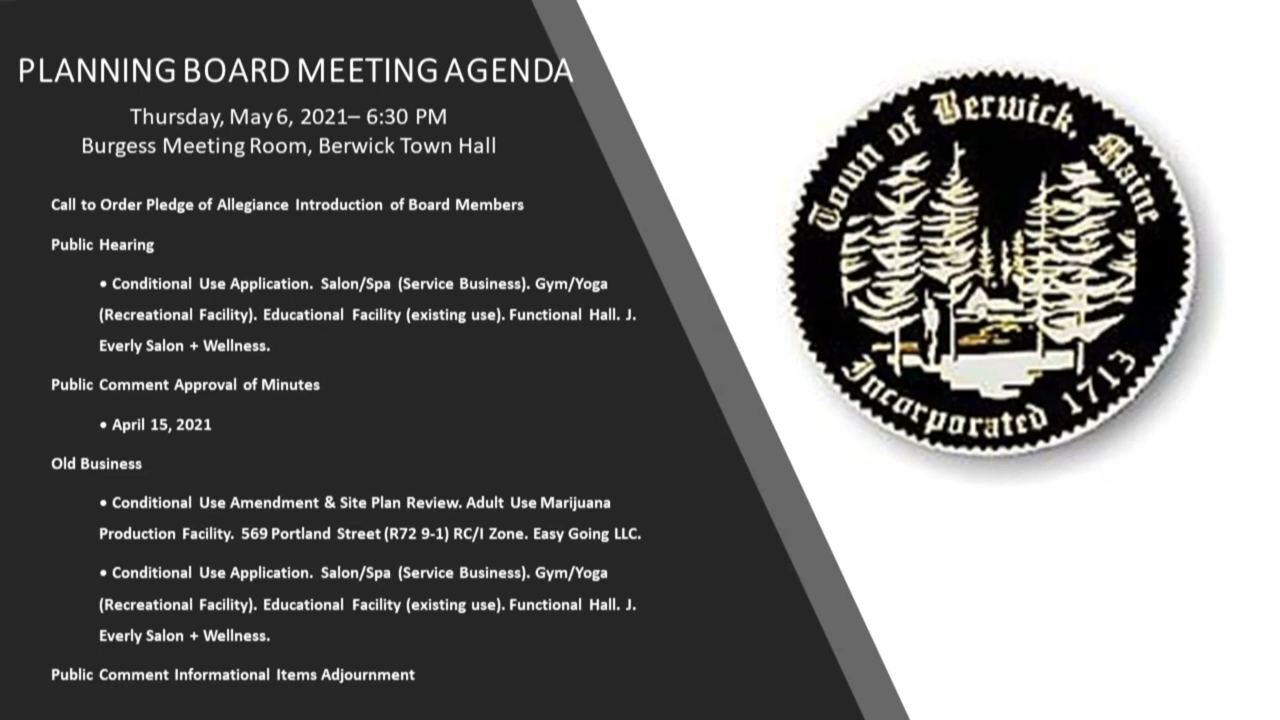 PLANNING BOARD MEETING AGENDA
Thursday, May 6, 2021– 6:30 PM
Burgess Meeting Room, Berwick Town Hall
Call to Order Pledge of Allegiance Introduction of Board Members
Public Hearing
• Conditional Use Application. Salon/Spa (Service Business). Gym/Yoga
(Recreational Facility). Educational Facility (existing use). Functional Hall. J.
Everly Salon + Wellness.
Public Comment Approval of Minutes
• April 15, 2021
Old Business
• Conditional Use Amendment & Site Plan Review. Adult Use Marijuana
Production Facility. 569 Portland Street (R72 9-1) RC/I Zone. Easy Going LLC.
• Conditional Use Application. Salon/Spa (Service Business). Gym/Yoga
(Recreational Facility). Educational Facility (existing use). Functional Hall. J.
Everly Salon + Wellness.
Public Comment Informational Items Adjournment
Town of Berwick, Maine
Incorporated 1713